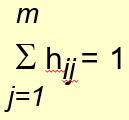 m
Σ hij = 1
j=1